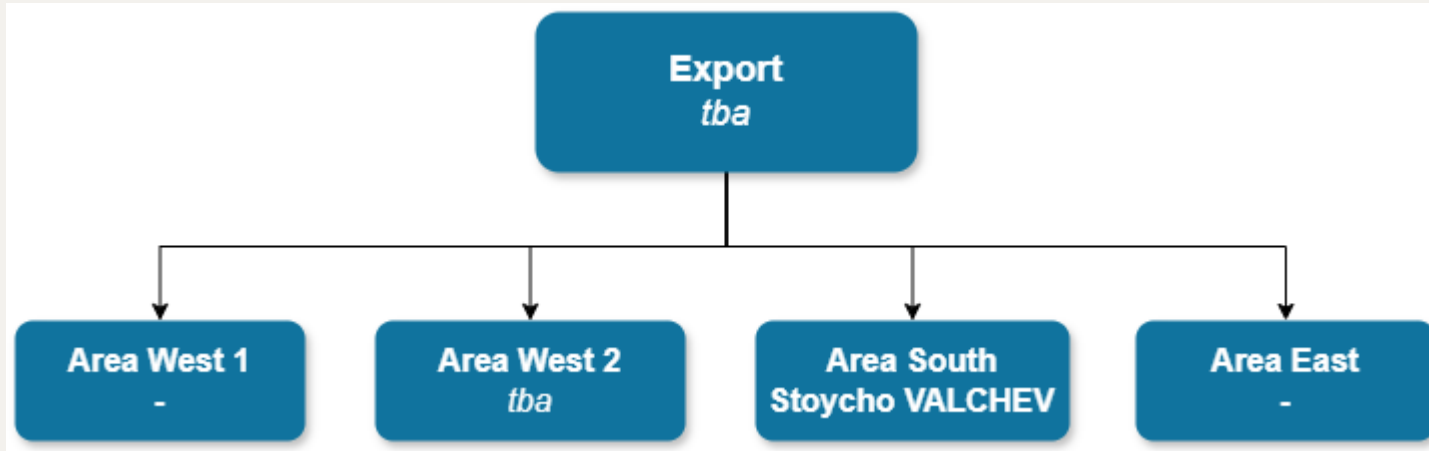 Export
tba
Area West 1
-
Area West 2
tba
Area South
Stoycho VALCHEV
Area East
-